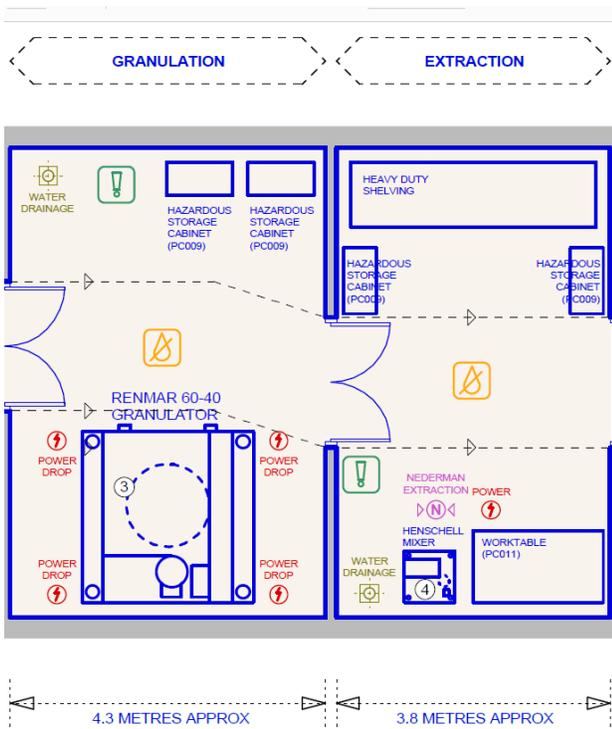 GRANULATION
EXTRACTION
WATER
DRAINAGE
HAZARDOUS
STORAGE
CABINET
(PC009)
HAZARDOUS
STORAGE
CABINET
(PC009)
HEAVY DUTY
SHELVING
HAZARDOUS
STORAGE
CABINET
(PC009)
HAZARDOUS
STORAGE
CABINET
(PC009)
RENMAR 60-40
GRANULATOR
POWER
DROP
POWER
DROP
3
POWER
DROP
POWER
DROP
NEDERMAN
EXTRACTION
N
POWER
HENSCHELL
MIXER
4
WORKTABLE
(PC011)
WATER
DRAINAGE
4.3 METRES APPROX
3.8 METRES APPROX